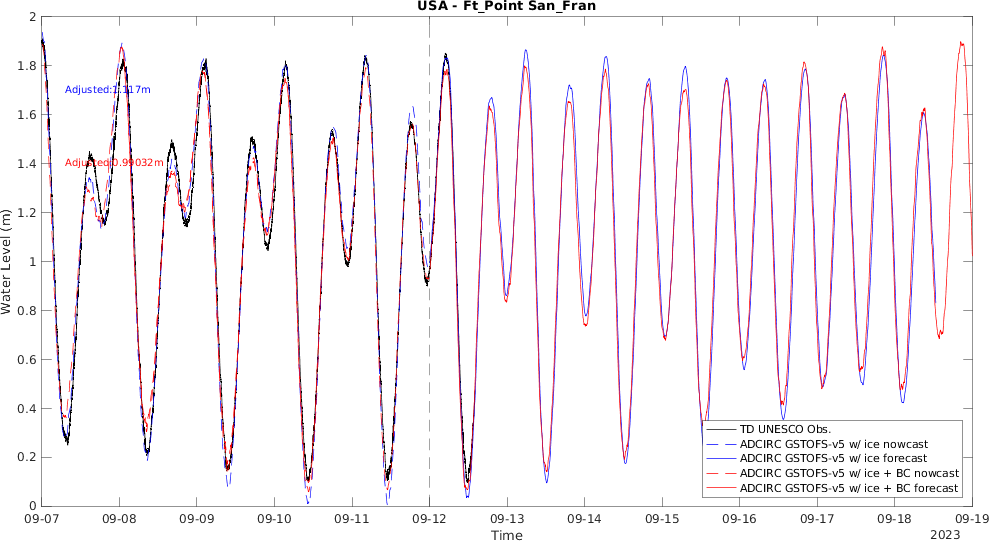 USA - Ft_Point San_Fran
2
1.8
1.6
1.4
1.2
1
0.8
0.6
0.4
0.2
0
Water Level (m)
Adjusted:1.117m
Adjusted:0.99032m
TD UNESCO Obs.
ADCIRC GSTOFS-v5 w/ ice nowcast
ADCIRC GSTOFS-v5 w/ ice forecast
ADCIRC GSTOFS-v5 w/ ice + BC nowcast
ADCIRC GSTOFS-v5 w/ ice + BC forecast
09-07 09-08 09-09 09-10 09-11 09-12 09-13 09-14 09-15 09-16 09-17 09-18 09-19
Time
2023